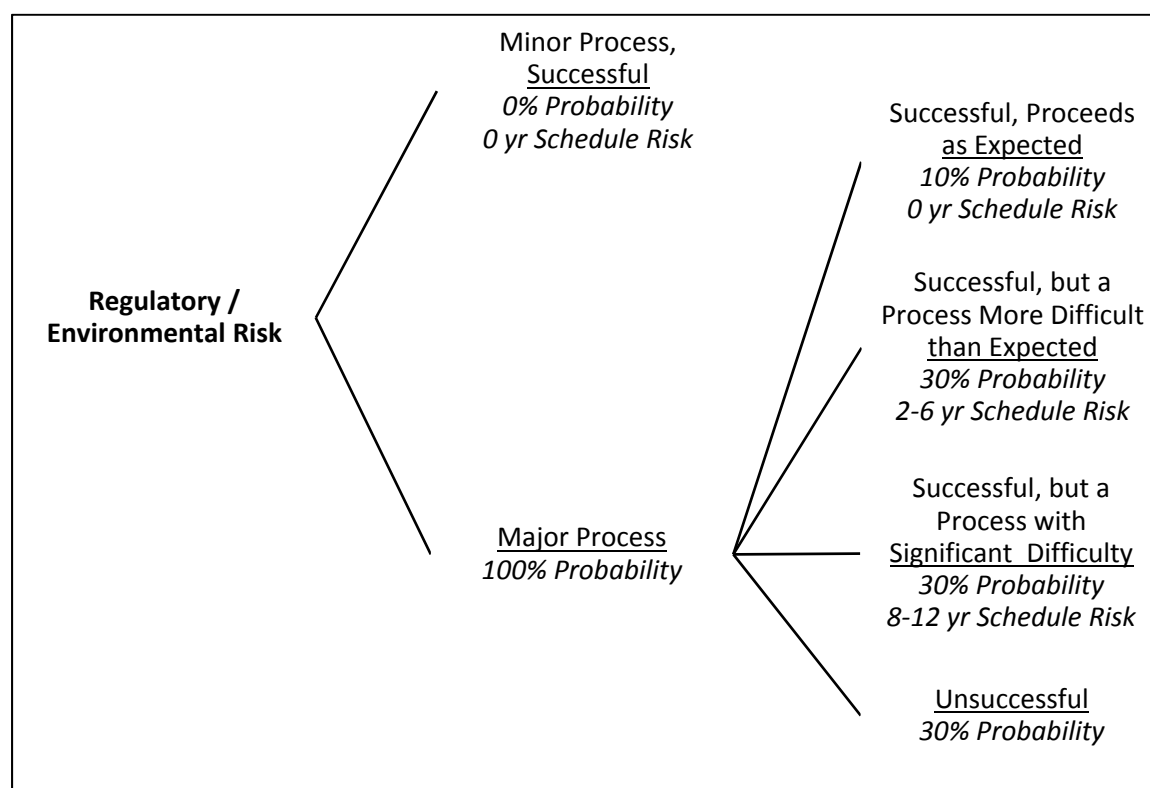 Minor Process,
Successful
0% Probability
0 yr Schedule Risk
Successful, Proceeds
as Expected
10% Probability
0 yr Schedule Risk
Regulatory /
Environmental Risk
Successful, but a
Process More Difficult
than Expected
30% Probability
2-6 yr Schedule Risk
Major Process
100% Probability
Successful, but a
Process with
Significant Difficulty
30% Probability
8-12 yr Schedule Risk
Unsuccessful
30% Probability